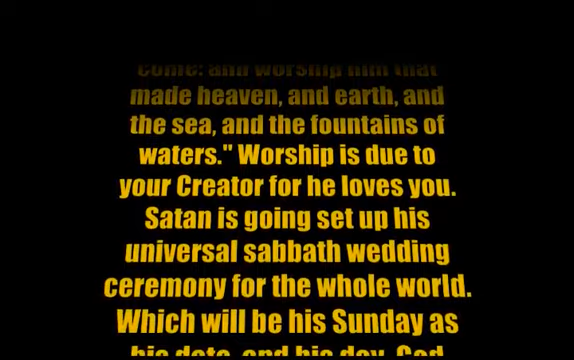 come: and worship him that
made heaven, and earth, and
the sea, and the fountains of
waters." Worship is due to
your Creator for he loves you.
Satan is going set up his
universal sabbath wedding
ceremony for the whole world.
Which will be his Sunday as
his date, and his day. God